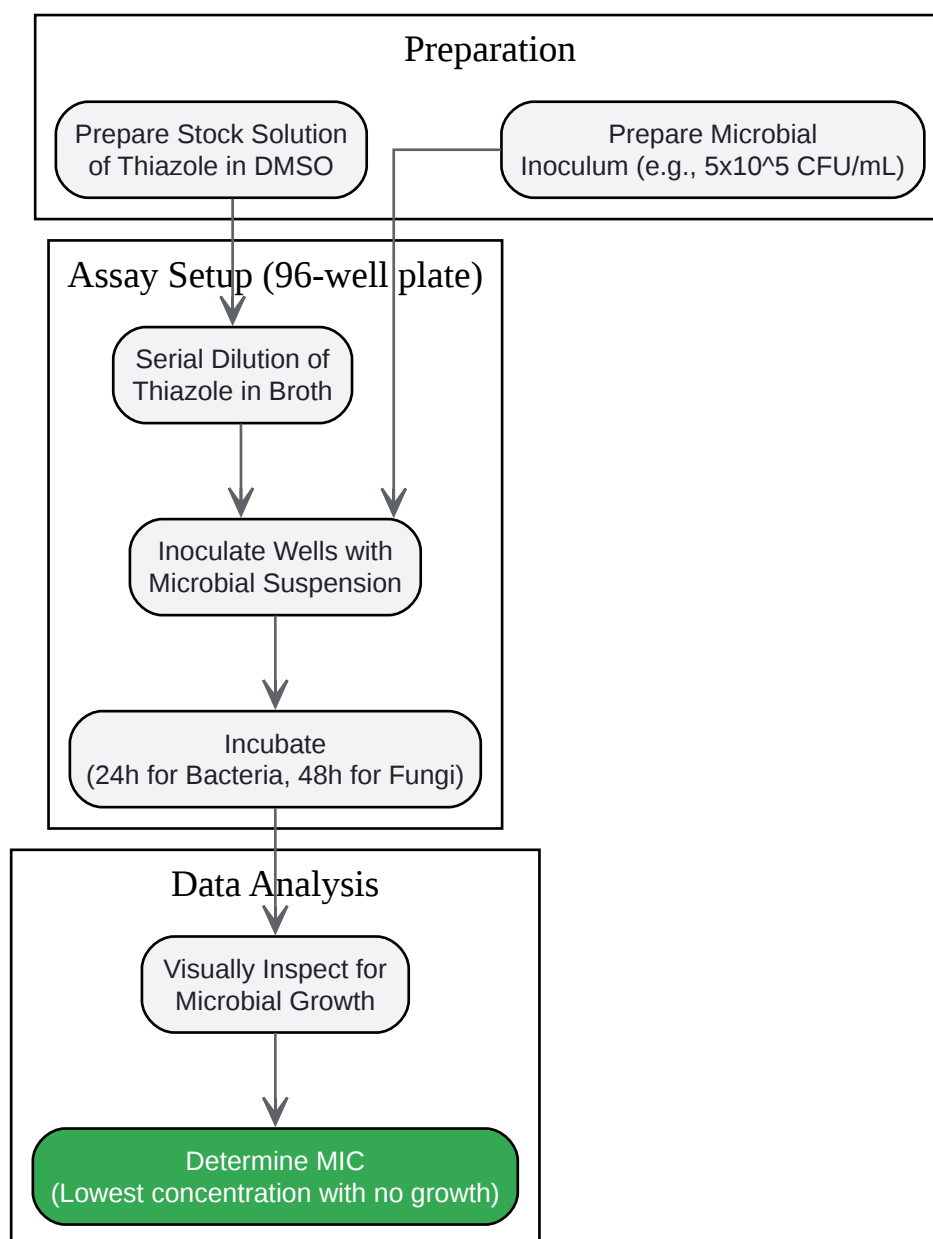 Preparation
Prepare Stock Solution
of Thiazole in DMSO
Prepare Microbial
Inoculum (e.g., 5x10^5 CFU/mL)
Assay Setup (96-well plate)
Serial Dilution of
Thiazole in Broth
Inoculate Wells with
Microbial Suspension
Incubate
(24h for Bacteria, 48h for Fungi)
Data Analysis
Visually Inspect for
Microbial Growth
Determine MIC
(Lowest concentration with no growth)